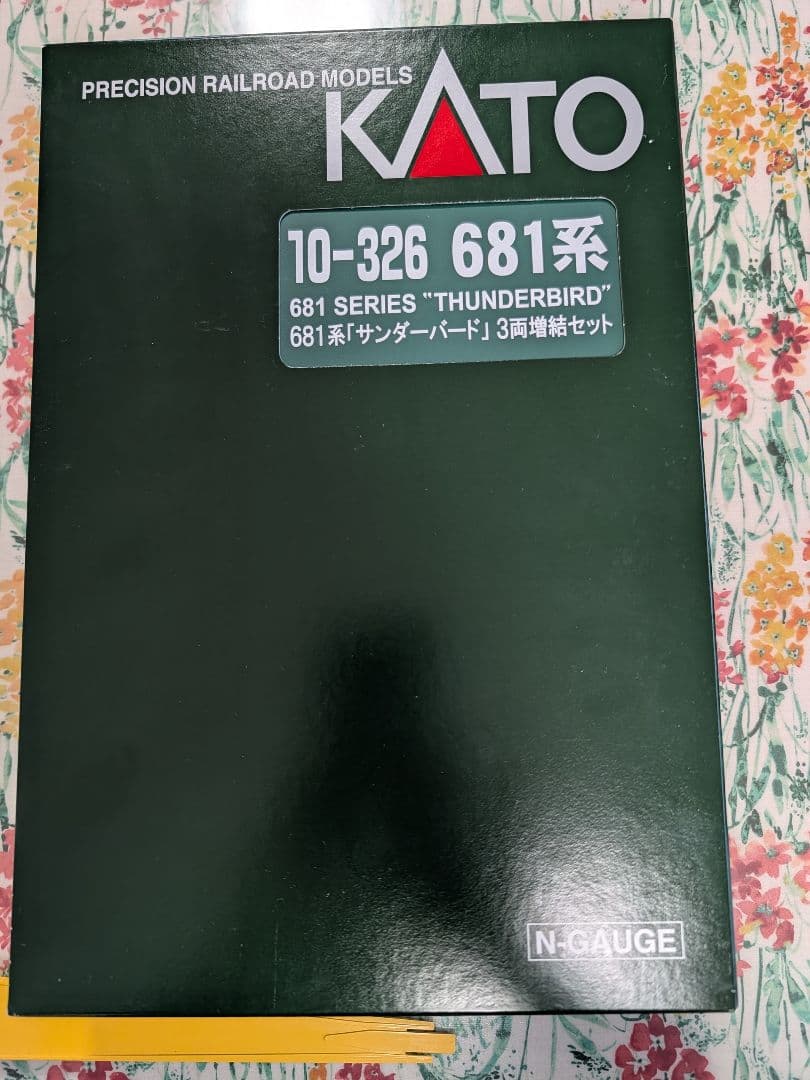 PRECISION RAILROAD MODELS
KATO
10-326 681系
681 SERIES "THUNDERBIRD"
681系「サンダーバード」3両増結セット
N-GAUGE